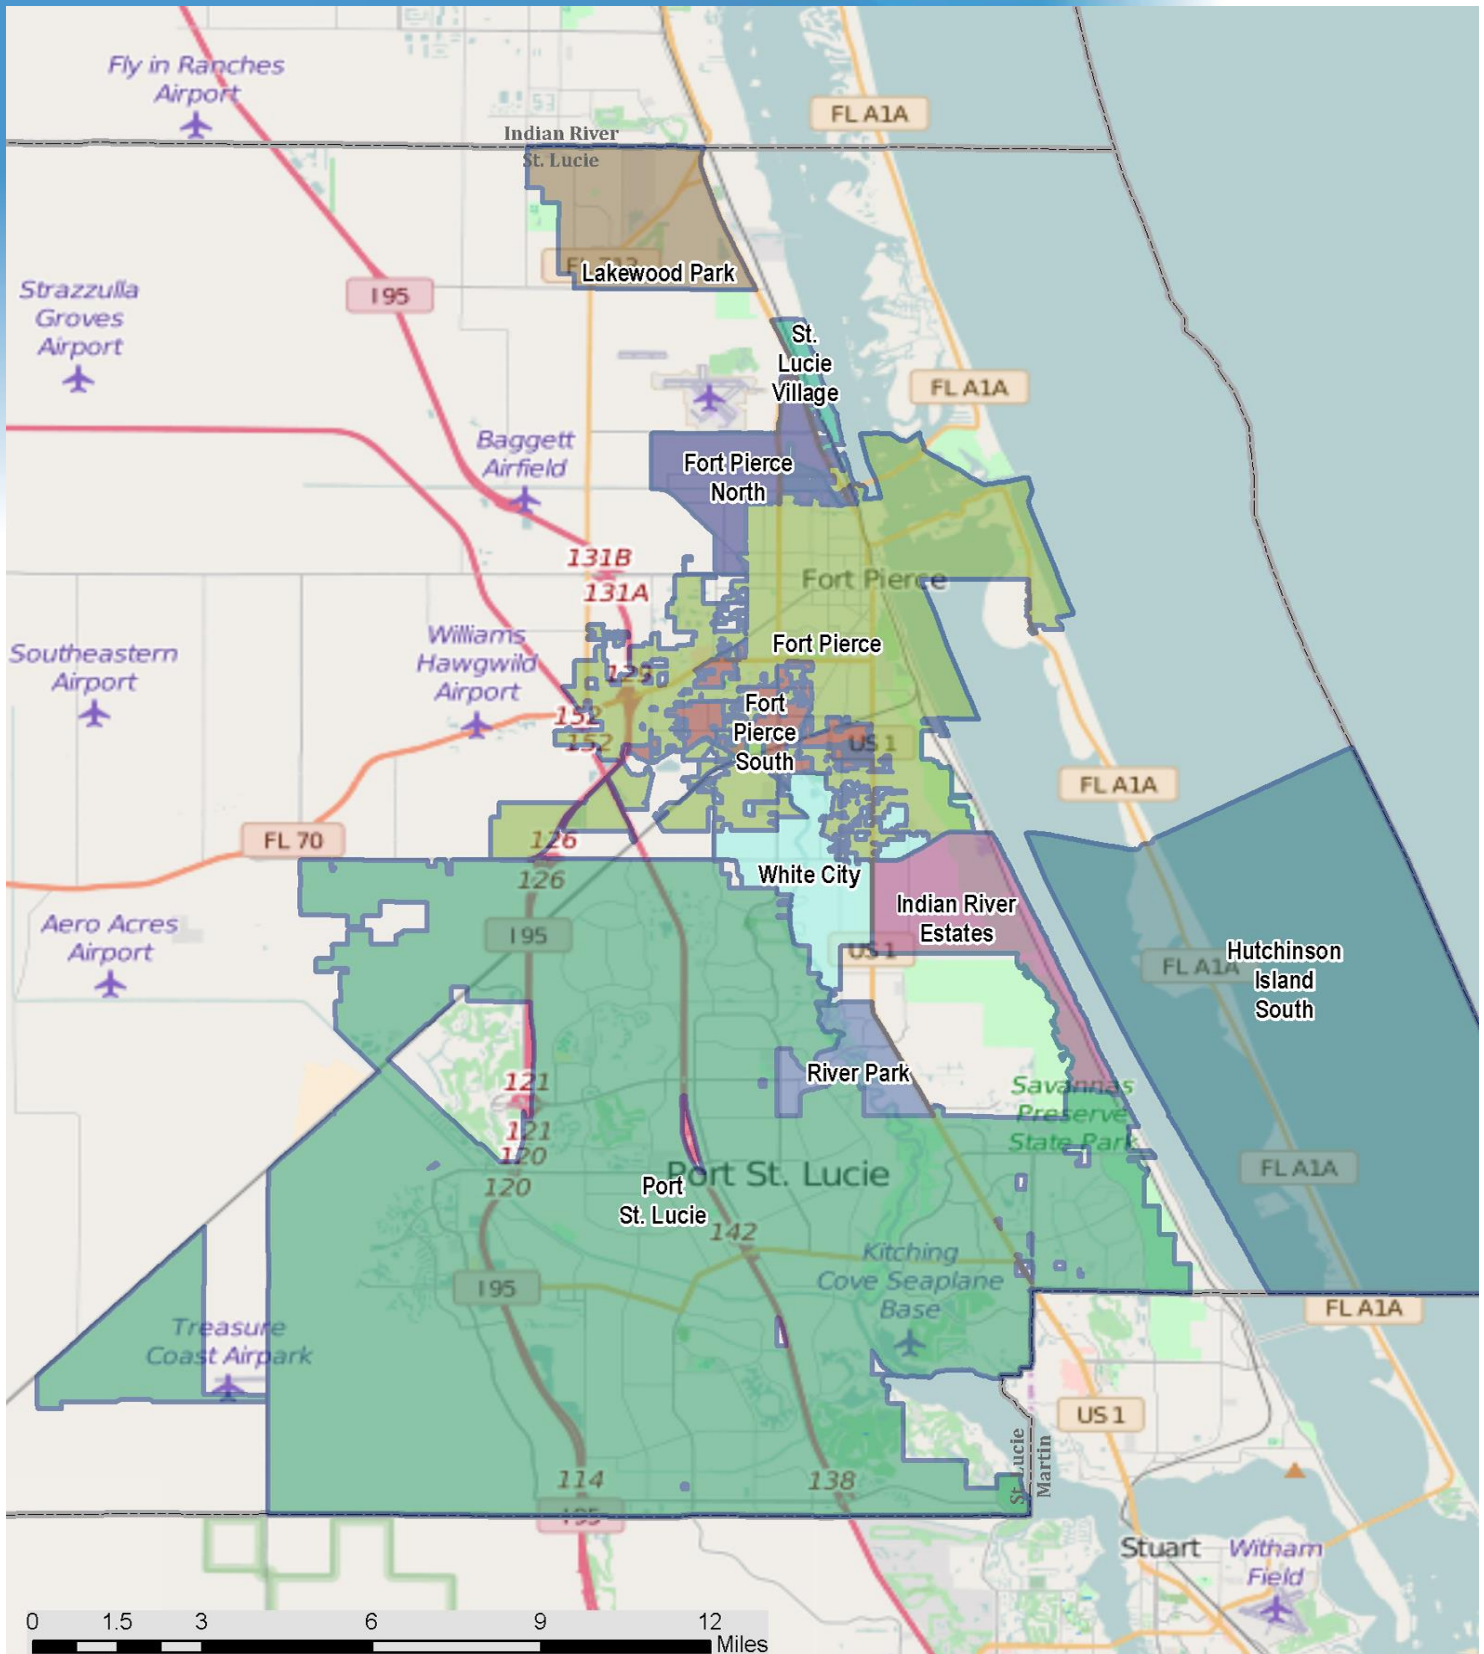 Fly in Ranches
Airport
FL A1A
53
Indian River
St. Lucie
Lakewood Park
Strazzulla
Groves
Airport
I 95
St.
Lucie
Village
FL A1A
Baggett
Airfield
Fort Pierce
North
131B
131A
Fort Pierce
Fort Pierce
Williams
Hawgwild
Airport
Southeastern
Airport
129
152
152
Fort
Pierce
South
US 1
FL A1A
FL 70
126
126
White City
Indian River
Estates
Aero Acres
Airport
I 95
US 1
FL A1A
Hutchinson
Island
South
River Park
121
121
120
120
Savannas
Preserve
State Park
Port St. Lucie
Port
St. Lucie
FL A1A
142
Kitching
Cove Seaplane
Base
I 95
FL A1A
Treasure
Coast Airpark
US 1
St. Lucie
Martin
114
138
I 95
Stuart
Witham
Field
0 1.5 3 6 9 12
Miles